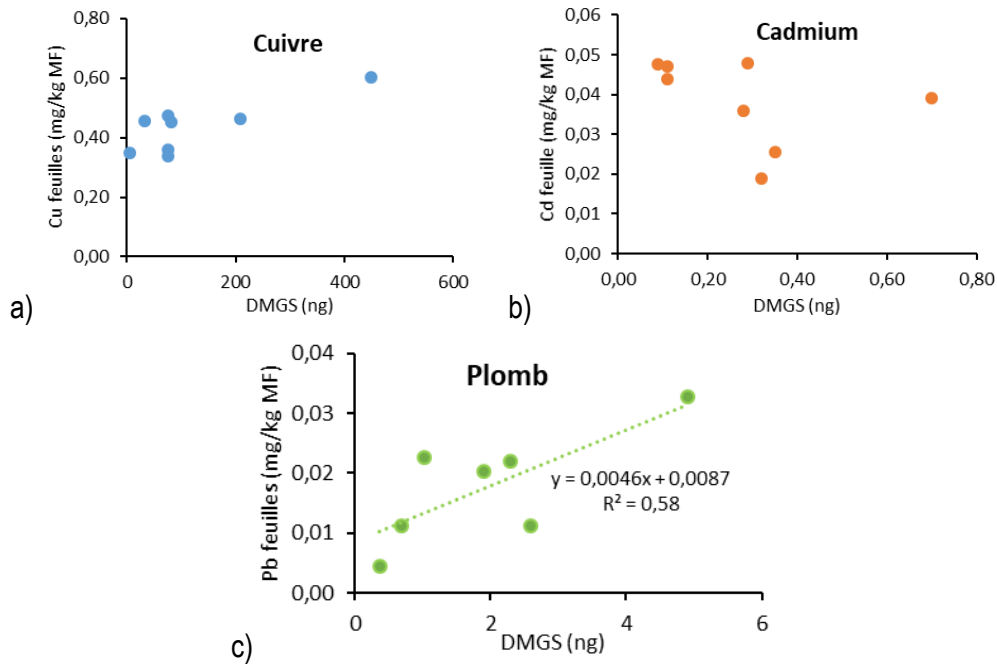 Cuivre
Cu feuilles (mg/kg MF)
0,80
0,60
0,40
0,20
0,00
0 200 400 600
DMGS (ng)
a)
Cadmium
Cd feuille (mg/kg MF)
0,05
0,04
0,03
0,02
0,01
0,00
0,00 0,20 0,40 0,60 0,80
DMGS (ng)
b)
Plomb
Pb feuilles (mg/kg MF)
0,04
0,03
0,02
0,01
0,00
y = 0,0046x + 0,0087
R² = 0,58
0 2 4 6
DMGS (ng)
c)